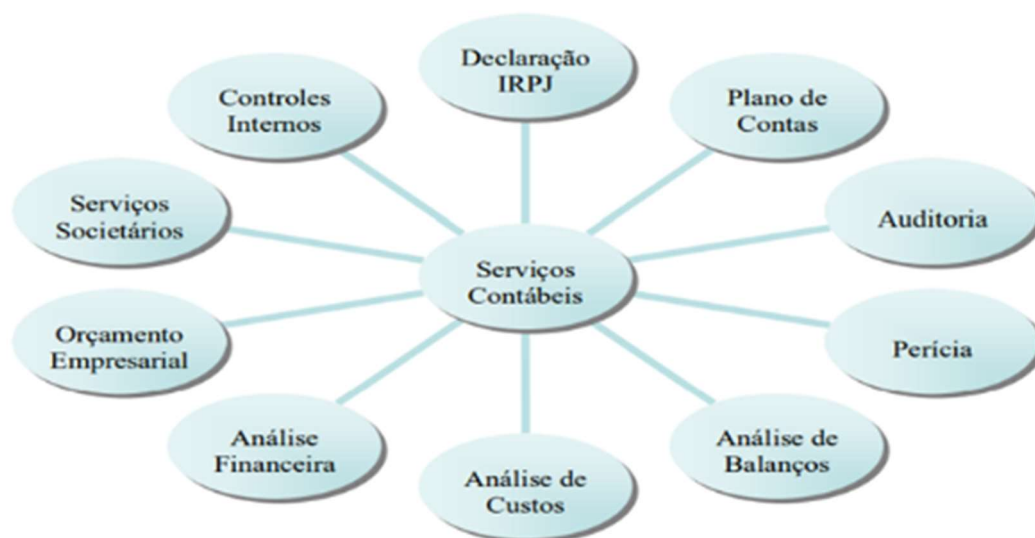 Declaração
IRPJ
Controles
Internos
Plano de
Contas
Serviços
Societários
Auditoria
Serviços
Contábeis
Orçamento
Empresarial
Perícia
Análise
Financeira
Análise de
Balanços
Análise de
Custos